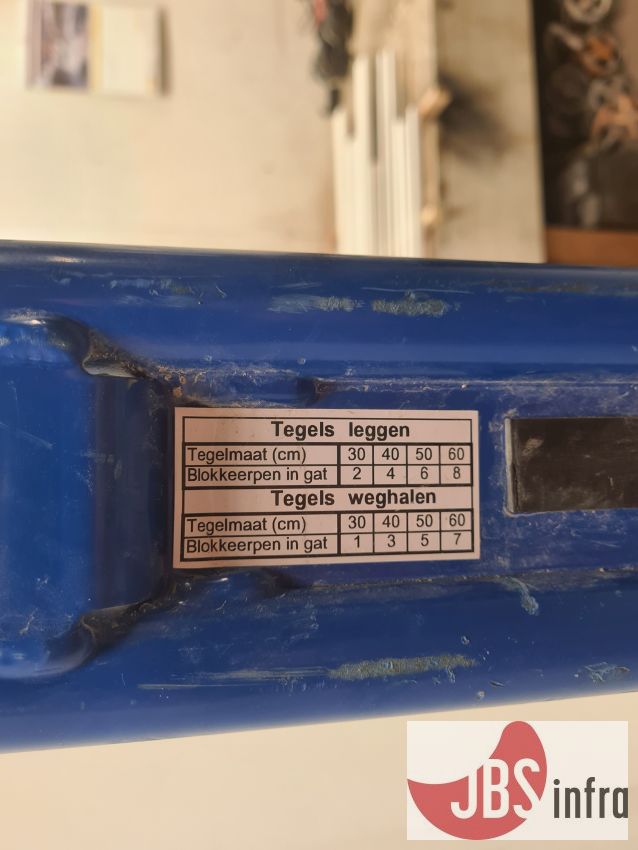 Tegels leggen
Tegelmaat (cm) 30 40 50 60
Blokkeerpen in gat 2 4 6 8
Tegels weghalen
Tegelmaat (cm) 30 40 50 60
Blokkeerpen in gat 1 3 5 7
JBS infra